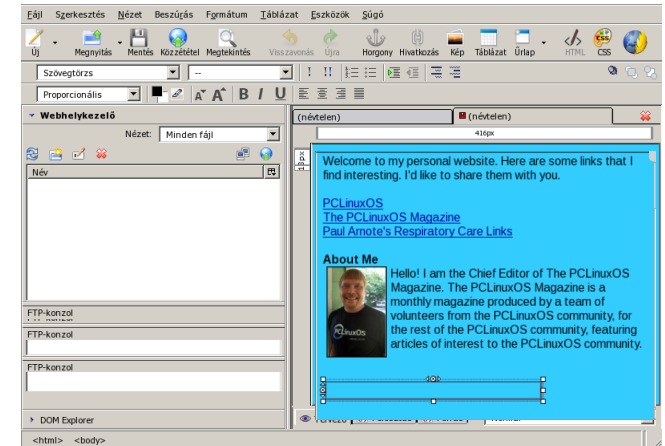 Fájl Szerkesztés Nézet Beszúrás Formátum Táblázat Eszközök Súgó
Új Megnyitás Mentés Közzététel Megtekintés Visszavonás Újra Horgony Hivatkozás Kép Táblázat Űrlap HTML CSS
Szövegtörzs --
Proporcionális A A B I U
Webhelykezelő
Nézet: Minden fájl
Név
FTP-konzol
FTP-konzol
FTP-konzol
DOM Explorer
<html> <body>
(névtelen) (névtelen)
416px
Welcome to my personal website. Here are some links that I
find interesting. I'd like to share them with you.
PCLinuxOS
The PCLinuxOS Magazine
Paul Arnote's Respiratory Care Links
About Me
Hello! I am the Chief Editor of The PCLinuxOS
Magazine. The PCLinuxOS Magazine is a
monthly magazine produced by a team of
volunteers from the PCLinuxOS community, for
the rest of the PCLinuxOS community, featuring
articles of interest to the PCLinuxOS community.
PCLinuxOS